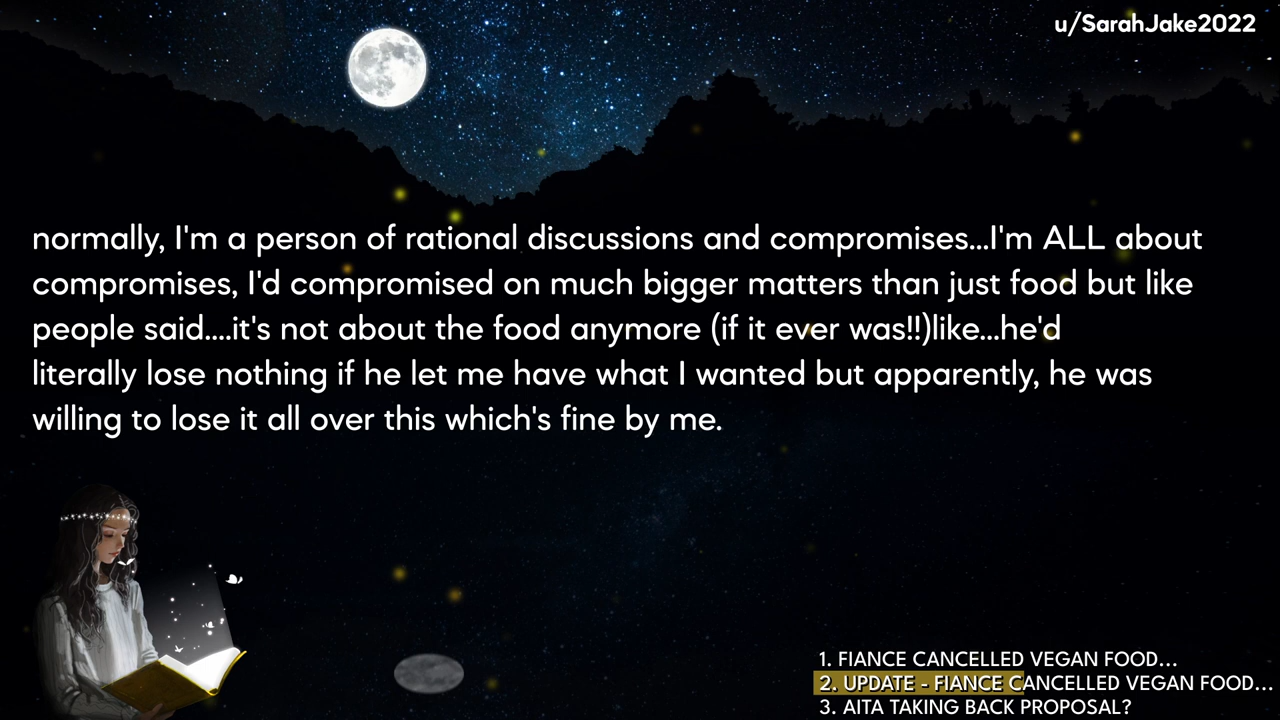 u/SarahJake2022
normally, I'm a person of rational discussions and compromises...I'm ALL about
compromises, I'd compromised on much bigger matters than just food but like
people said....it's not about the food anymore (if it ever was!!)like...he'd
literally lose nothing if he let me have what I wanted but apparently, he was
willing to lose it all over this which's fine by me.
1. FIANCE CANCELLED VEGAN FOOD...
2. UPDATE - FIANCE CANCELLED VEGAN FOOD...
3. AITA TAKING BACK PROPOSAL?